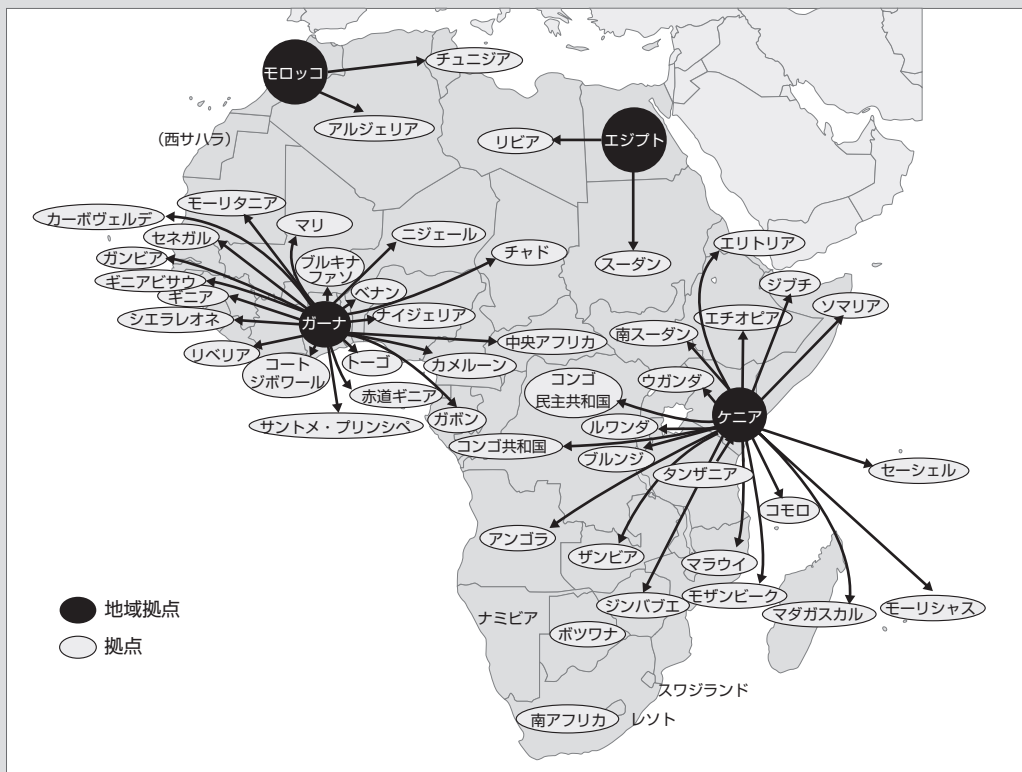 モロッコ
チュニジア
アルジェリア
(西サハラ)
リビア
エジプト
スーダン
モーリタニア
カーボヴェルデ
セネガル
マリ
ニジェール
ガンビア
ブルキナ
ファソ
チャド
ギニアビサウ
ギニア
ベナン
シエラレオネ
ガーナ
ナイジェリア
リベリア
コート
ジボワール
トーゴ
カメルーン
中央アフリカ
赤道ギニア
サントメ・プリンシペ
ガボン
エリトリア
ジブチ
ソマリア
エチオピア
南スーダン
ウガンダ
コンゴ
民主共和国
ケニア
ルワンダ
コンゴ共和国
ブルンジ
タンザニア
セーシェル
コモロ
アンゴラ
ザンビア
マラウイ
モザンビーク
ジンバブエ
マダガスカル
モーリシャス
ナミビア
ボツワナ
スワジランド
南アフリカ
レソト
地域拠点
拠点